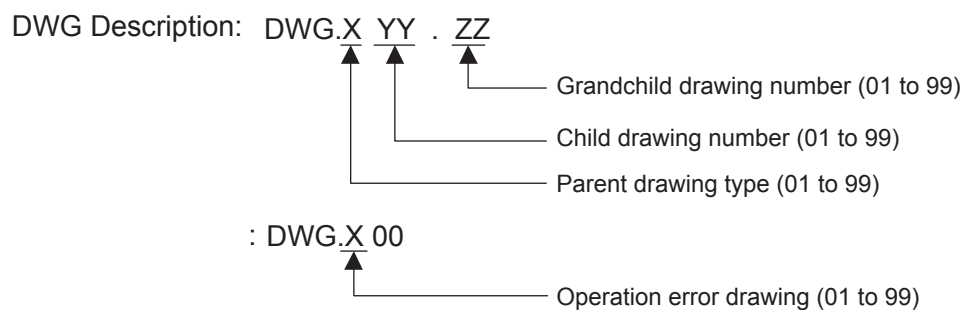 DWG Description: DWG.X YY . ZZ
Grandchild drawing number (01 to 99)
Child drawing number (01 to 99)
Parent drawing type (01 to 99)
: DWG.X 00
Operation error drawing (01 to 99)